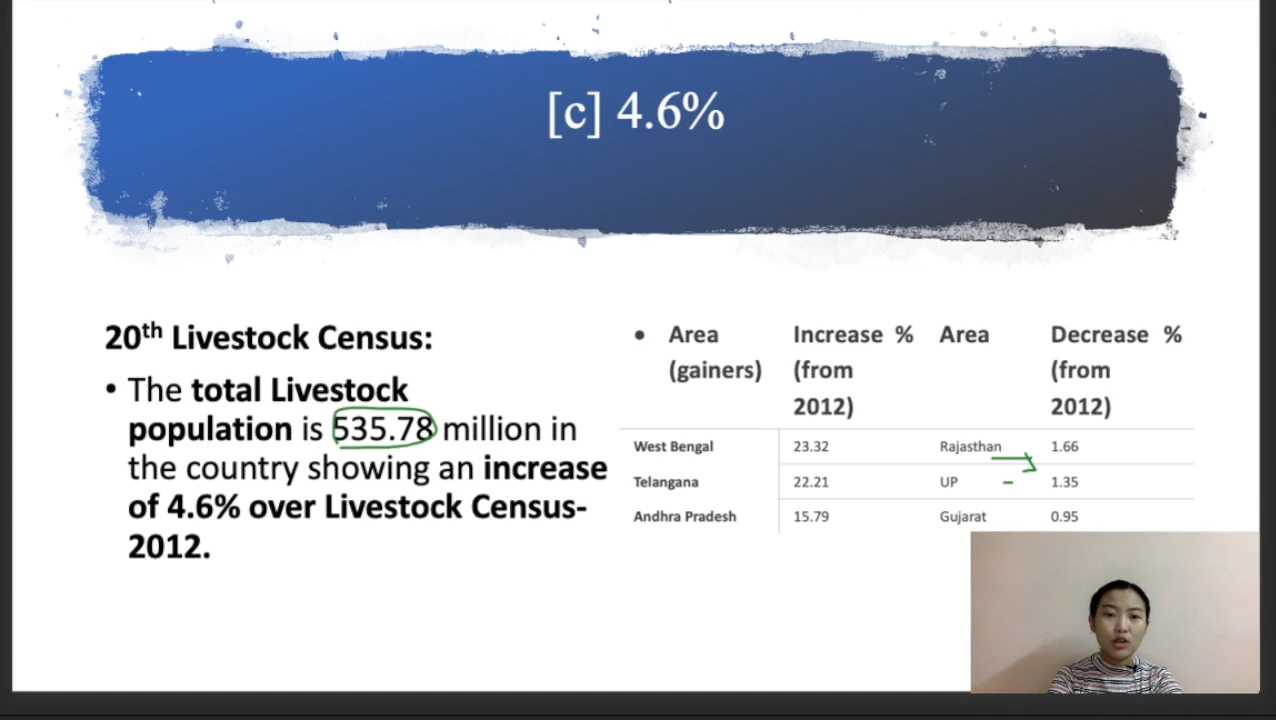 [c] 4.6%
20th Livestock Census:
• The total Livestock
population is 535.78 million in
the country showing an increase
of 4.6% over Livestock Census-
2012.
• Area (gainers) Increase % (from 2012) Area Decrease % (from 2012)
West Bengal 23.32 Rajasthan 1.66
Telangana 22.21 UP 1.35
Andhra Pradesh 15.79 Gujarat 0.95